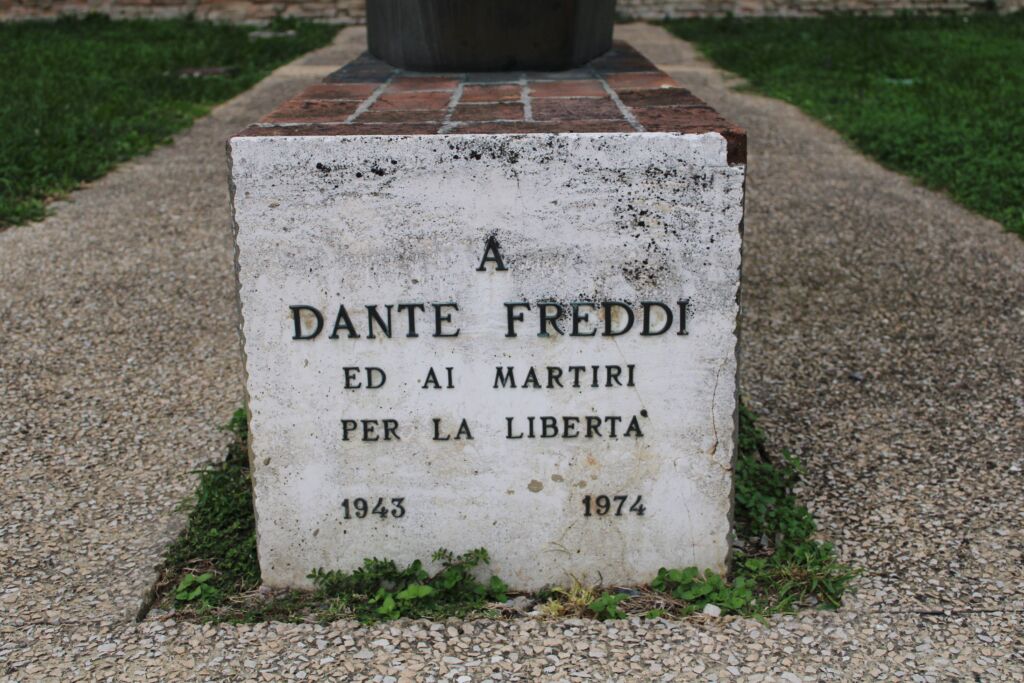 A
DANTE FREDDI
ED AI MARTIRI
PER LA LIBERTA'
1943 1974